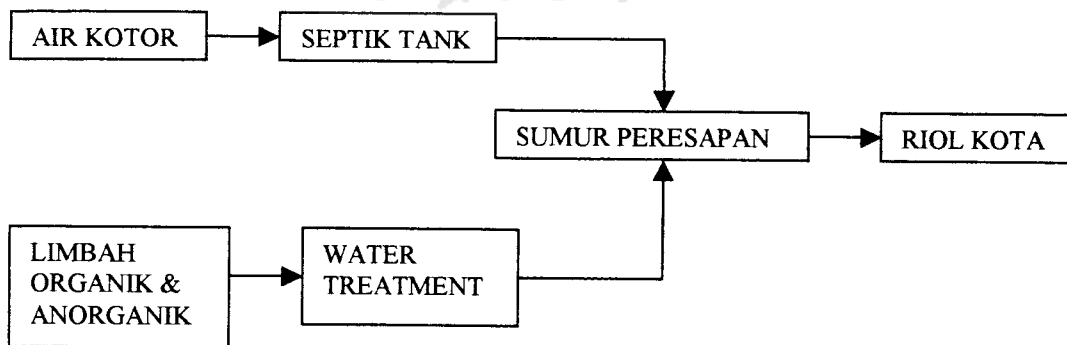 AIR KOTOR
SEPTIK TANK
SUMUR PERESAPAN
RIOL KOTA
LIMBAH
ORGANIK &
ANORGANIK
WATER
TREATMENT